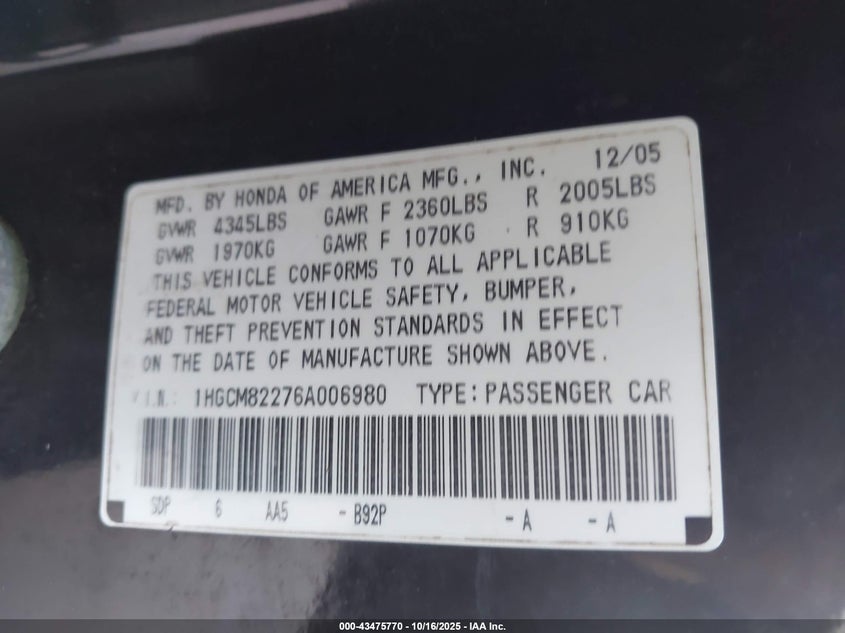 MFD. BY HONDA OF AMERICA MFG., INC. 12/05
GVWR 4345LBS GAWR F 2360LBS R 2005LBS
GVWR 1970KG GAWR F 1070KG R 910KG
THIS VEHICLE CONFORMS TO ALL APPLICABLE
FEDERAL MOTOR VEHICLE SAFETY, BUMPER,
AND THEFT PREVENTION STANDARDS IN EFFECT
ON THE DATE OF MANUFACTURE SHOWN ABOVE.
V.I.N.: 1HGCM82276A006980 TYPE: PASSENGER CAR
SDP 6 AA5 -B92P -A -A
000-43475770 - 10/16/2025 - IAA Inc.